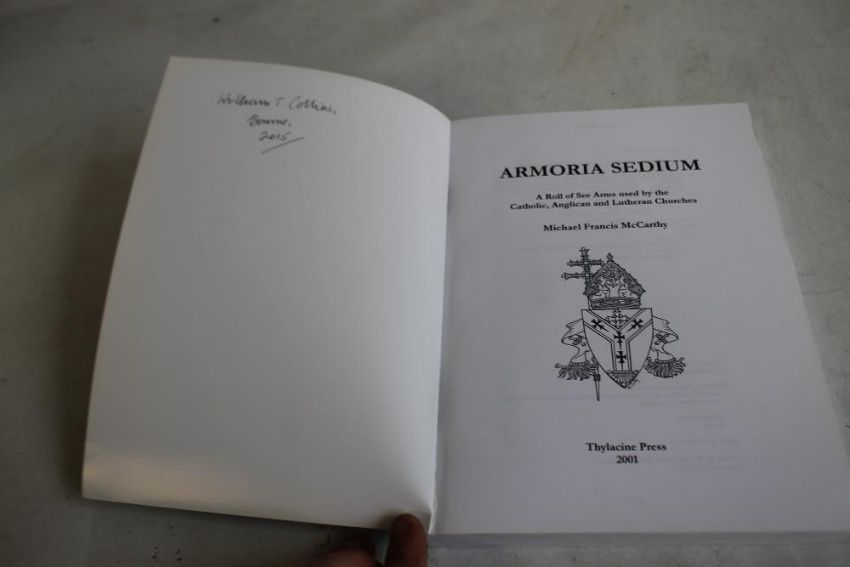 William T. Collins,
Bourne.
2015
ARMORIA SEDIUM
A Roll of See Arms used by the
Catholic, Anglican and Lutheran Churches
Michael Francis McCarthy
Thylacine Press
2001